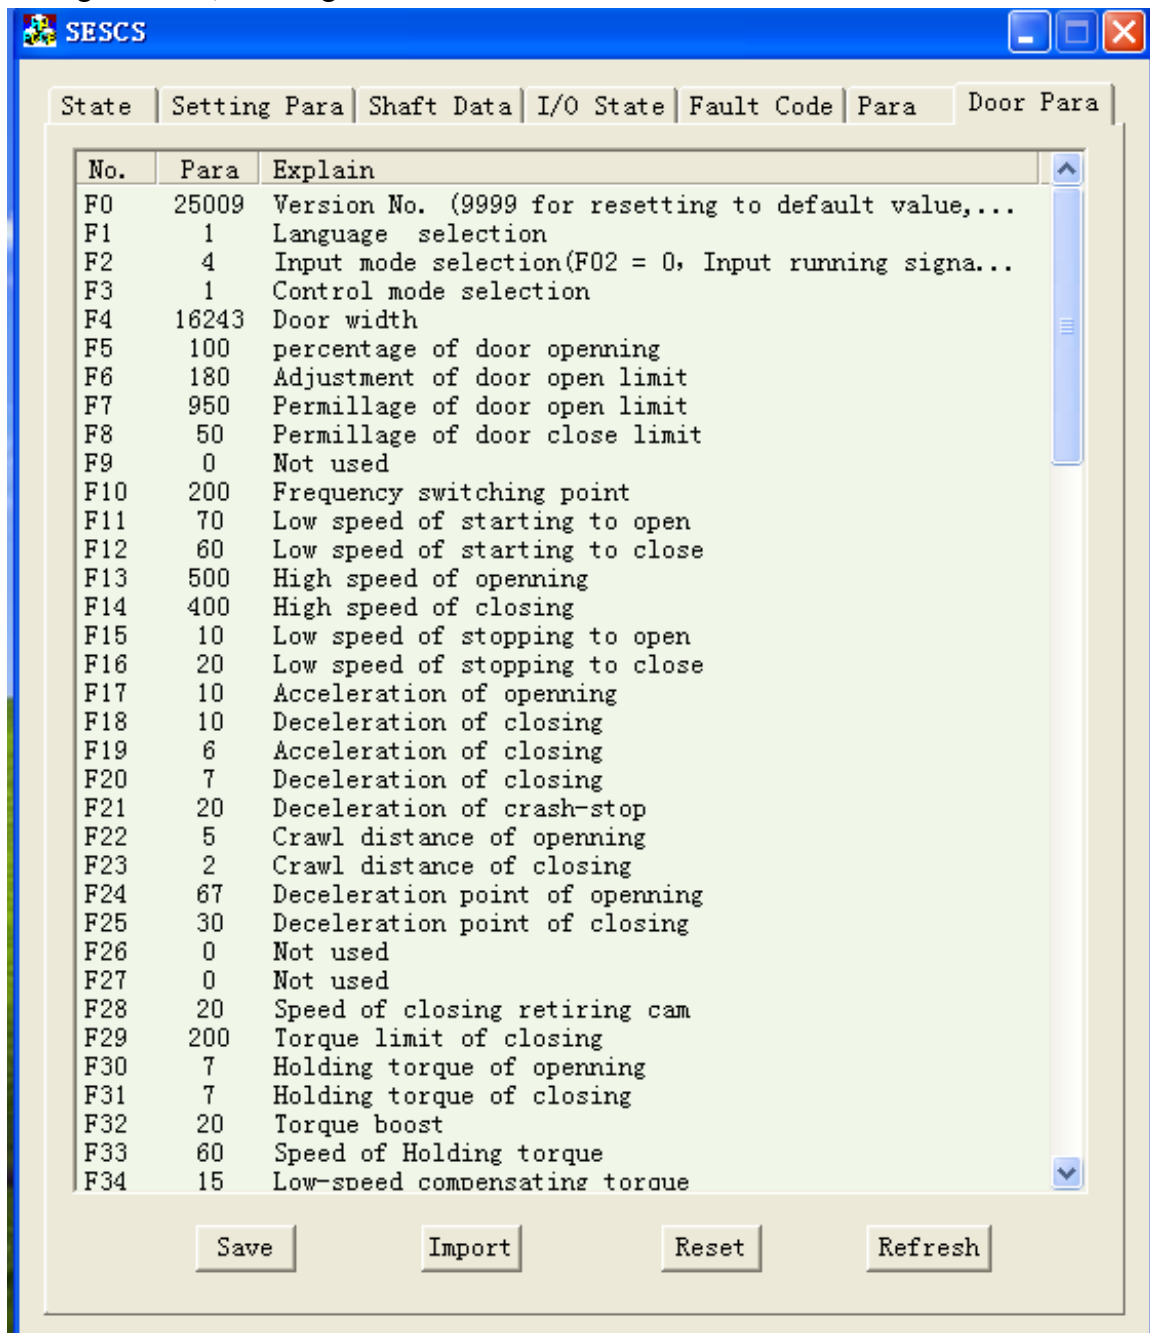 SESCS
State Setting Para Shaft Data I/O State Fault Code Para Door Para
No. Para Explain
F0 25009 Version No. (9999 for resetting to default value,...
F1 1 Language selection
F2 4 Input mode selection(F02 = 0, Input running signa...
F3 1 Control mode selection
F4 16243 Door width
F5 100 percentage of door openning
F6 180 Adjustment of door open limit
F7 950 Permillage of door open limit
F8 50 Permillage of door close limit
F9 0 Not used
F10 200 Frequency switching point
F11 70 Low speed of starting to open
F12 60 Low speed of starting to close
F13 500 High speed of openning
F14 400 High speed of closing
F15 10 Low speed of stopping to open
F16 20 Low speed of stopping to close
F17 10 Acceleration of openning
F18 10 Deceleration of closing
F19 6 Acceleration of closing
F20 7 Deceleration of closing
F21 20 Deceleration of crash-stop
F22 5 Crawl distance of openning
F23 2 Crawl distance of closing
F24 67 Deceleration point of openning
F25 30 Deceleration point of closing
F26 0 Not used
F27 0 Not used
F28 20 Speed of closing retiring cam
F29 200 Torque limit of closing
F30 7 Holding torque of openning
F31 7 Holding torque of closing
F32 20 Torque boost
F33 60 Speed of Holding torque
F34 15 Low-speed compensating torque
Save Import Reset Refresh